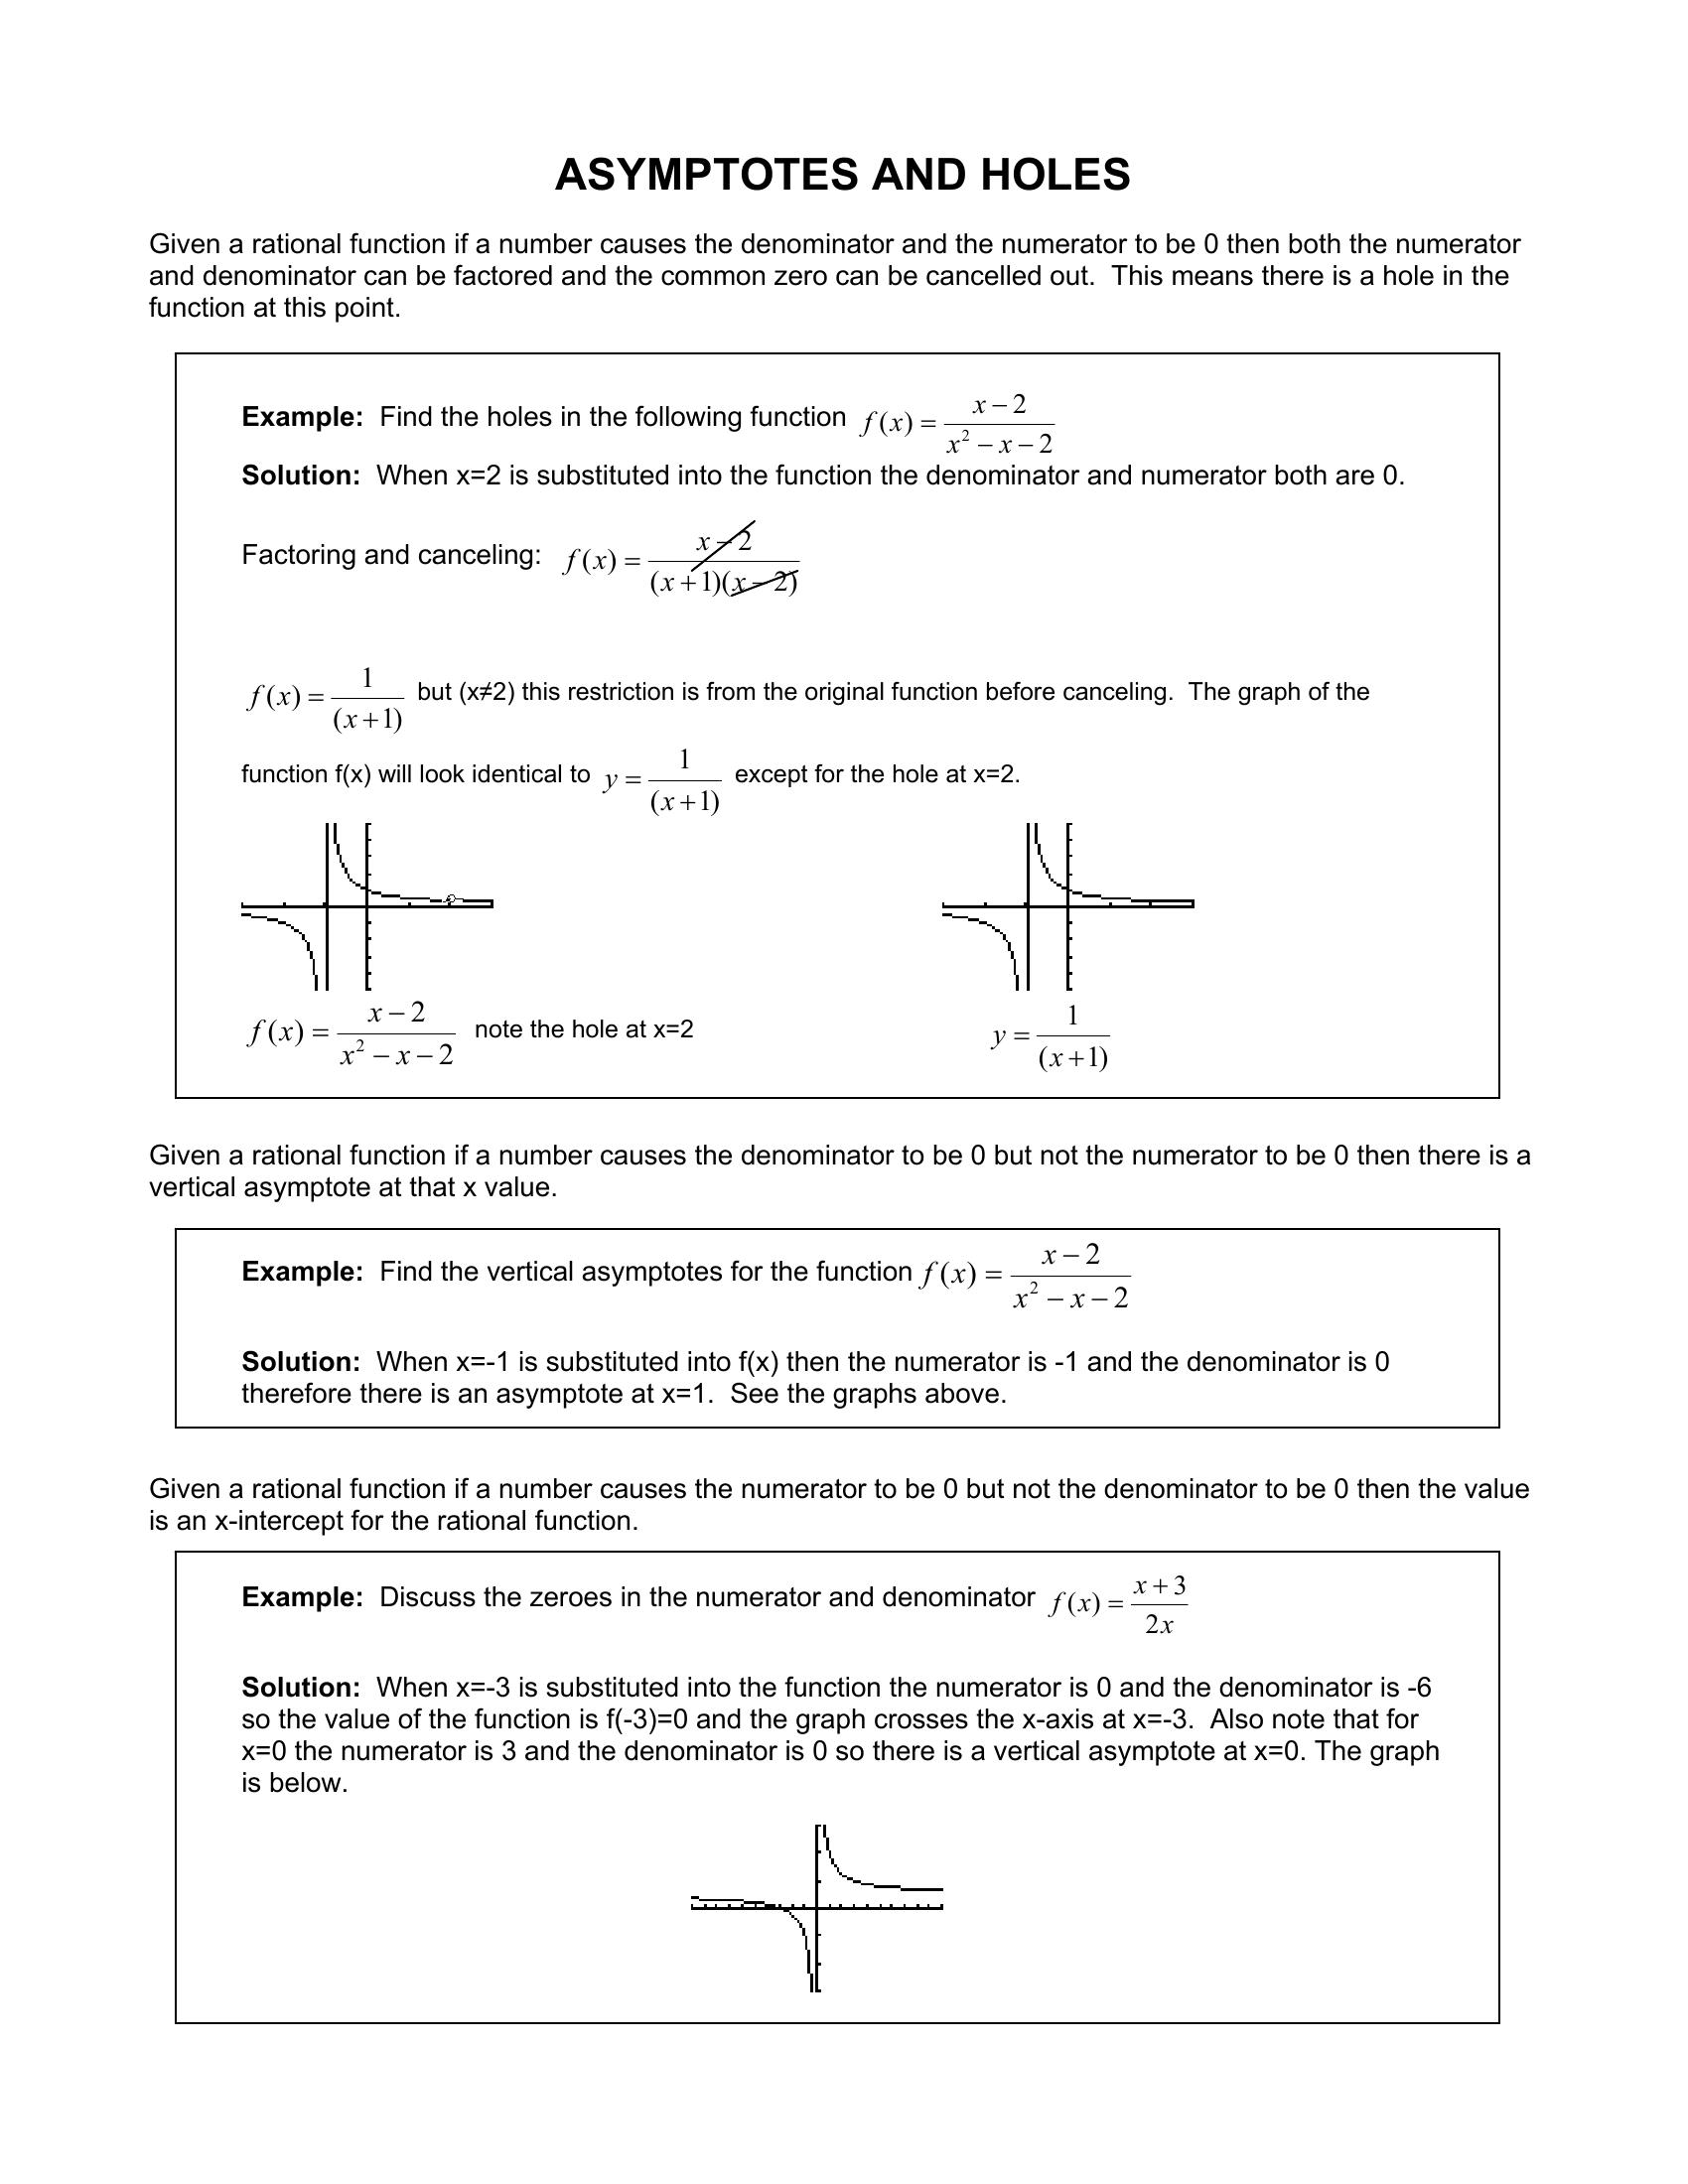 ASYMPTOTES AND HOLES
Given a rational function if a number causes the denominator and the numerator to be 0 then both the numerator
and denominator can be factored and the common zero can be cancelled out.  This means there is a hole in the
function at this point.
Example:  Find the holes in the following function f(x) = (x − 2)/(x² − x − 2)
Solution:  When x=2 is substituted into the function the denominator and numerator both are 0.
Factoring and canceling:  f(x) = (x − 2)/((x + 1)(x − 2))
f(x) = 1/(x + 1) but (x≠2) this restriction is from the original function before canceling.  The graph of the
function f(x) will look identical to y = 1/(x + 1) except for the hole at x=2.
f(x) = (x − 2)/(x² − x − 2) note the hole at x=2
y = 1/(x + 1)
Given a rational function if a number causes the denominator to be 0 but not the numerator to be 0 then there is a
vertical asymptote at that x value.
Example:  Find the vertical asymptotes for the function f(x) = (x − 2)/(x² − x − 2)
Solution:  When x=-1 is substituted into f(x) then the numerator is -1 and the denominator is 0
therefore there is an asymptote at x=1.  See the graphs above.
Given a rational function if a number causes the numerator to be 0 but not the denominator to be 0 then the value
is an x-intercept for the rational function.
Example:  Discuss the zeroes in the numerator and denominator f(x) = (x + 3)/(2x)
Solution:  When x=-3 is substituted into the function the numerator is 0 and the denominator is -6
so the value of the function is f(-3)=0 and the graph crosses the x-axis at x=-3.  Also note that for
x=0 the numerator is 3 and the denominator is 0 so there is a vertical asymptote at x=0. The graph
is below.